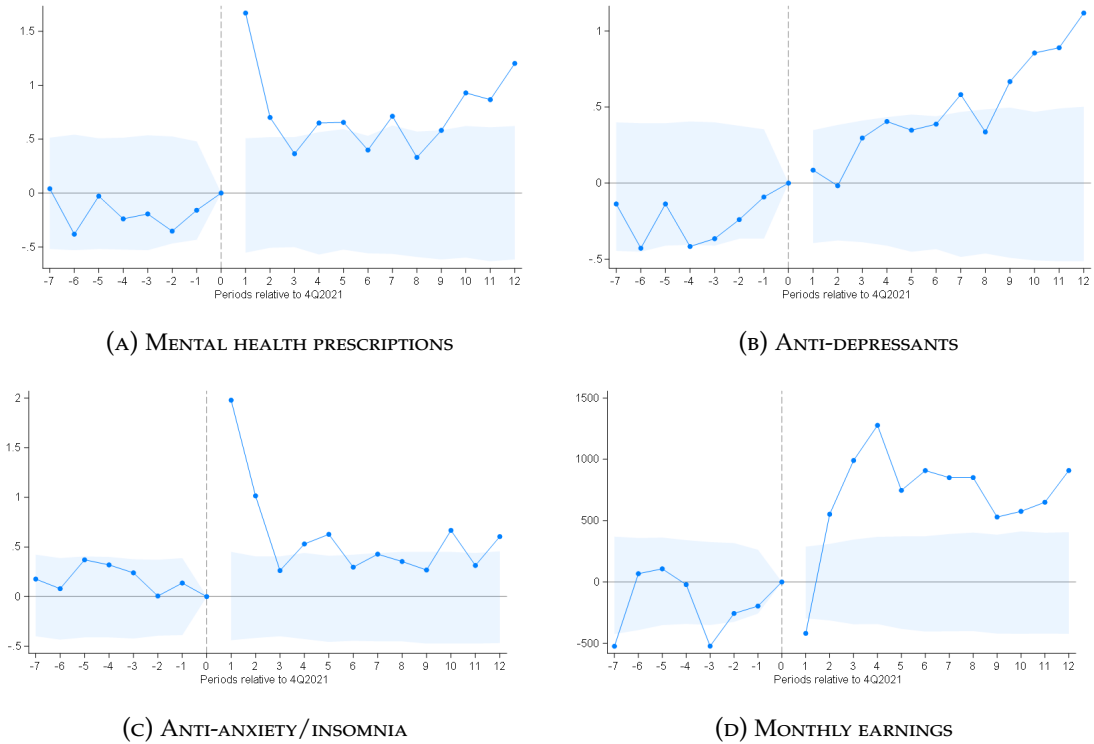 1.5
1
.5
0
-.5
-7 -6 -5 -4 -3 -2 -1 0 1 2 3 4 5 6 7 8 9 10 11 12
Periods relative to 4Q2021
(A) MENTAL HEALTH PRESCRIPTIONS
1
.5
0
-.5
-7 -6 -5 -4 -3 -2 -1 0 1 2 3 4 5 6 7 8 9 10 11 12
Periods relative to 4Q2021
(B) ANTI-DEPRESSANTS
2
1.5
1
.5
0
-.5
-7 -6 -5 -4 -3 -2 -1 0 1 2 3 4 5 6 7 8 9 10 11 12
Periods relative to 4Q2021
(C) ANTI-ANXIETY/INSOMNIA
1500
1000
500
0
-500
-7 -6 -5 -4 -3 -2 -1 0 1 2 3 4 5 6 7 8 9 10 11 12
Periods relative to 4Q2021
(D) MONTHLY EARNINGS